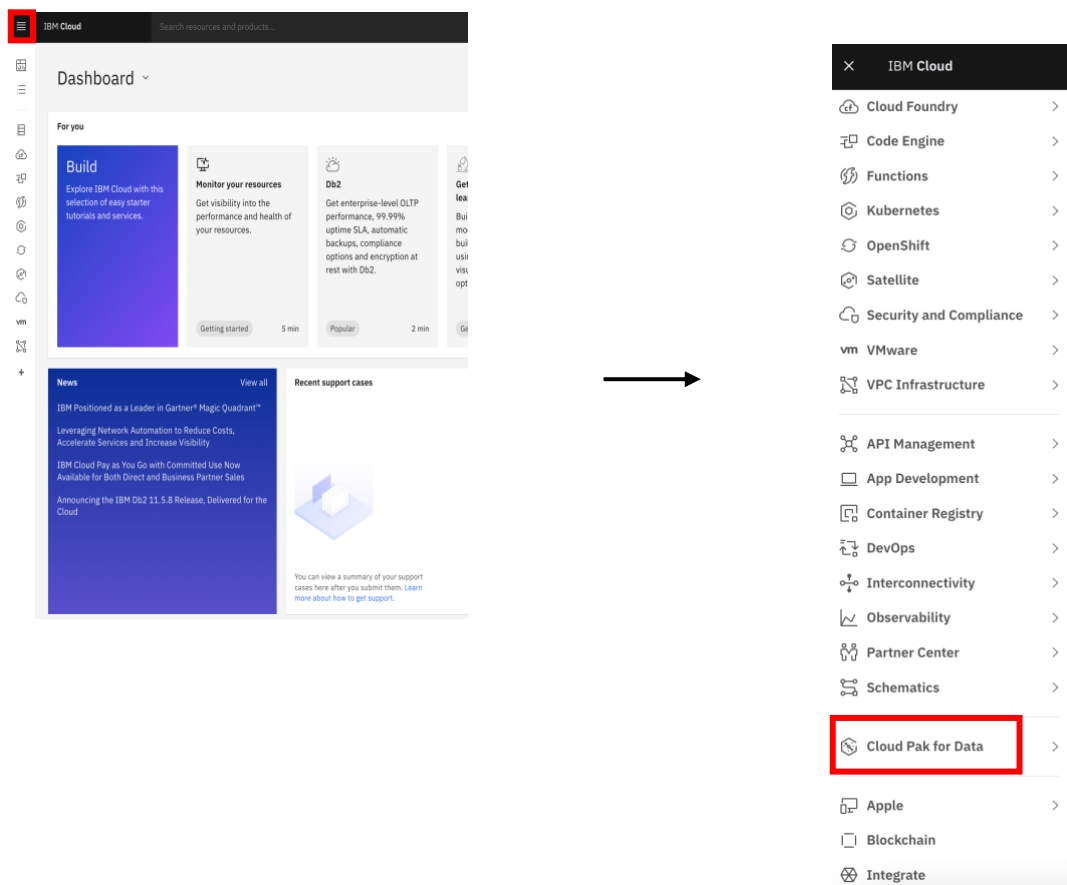 IBM Cloud
Search resources and products...
Dashboard
For you
Build
Explore IBM Cloud with this
selection of easy starter
tutorials and services.
Monitor your resources
Get visibility into the
performance and health of
your resources.
Getting started
5 min
Db2
Get enterprise-level OLTP
performance, 99.99%
uptime SLA, automatic
backups, compliance
options and encryption at
rest with Db2.
Popular
2 min
Get
lea
Bui
mo
bui
usi
visu
opt
Ge
vm
News
View all
IBM Positioned as a Leader in Gartner® Magic Quadrant™
Leveraging Network Automation to Reduce Costs,
Accelerate Services and Increase Visibility
IBM Cloud Pay as You Go with Committed Use Now
Available for Both Direct and Business Partner Sales
Announcing the IBM Db2 11.5.8 Release, Delivered for the
Cloud
Recent support cases
You can view a summary of your support
cases here after you submit them. Learn
more about how to get support.
IBM Cloud
Cloud Foundry
Code Engine
Functions
Kubernetes
OpenShift
Satellite
Security and Compliance
vm VMware
VPC Infrastructure
API Management
App Development
Container Registry
DevOps
Interconnectivity
Observability
Partner Center
Schematics
Cloud Pak for Data
Apple
Blockchain
Integrate